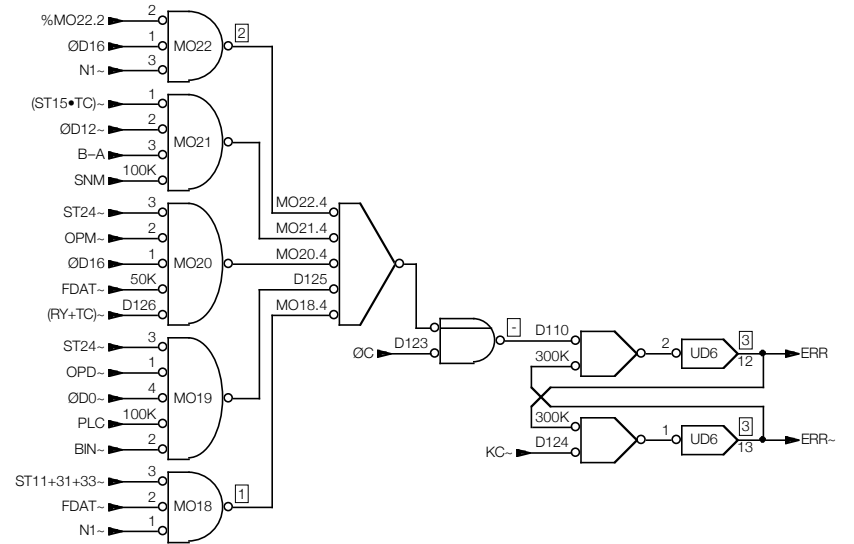 %MO22.2 2
ØD16 1 MO22 2
N1~ 3
(ST15•TC)~ 1
ØD12~ 2
MO21
B–A 3
SNM 100K
ST24~ 3 MO22.4
OPM~ 2 MO21.4
ØD16 1 MO20 MO20.4
FDAT~ 50K D125
(RY+TC)~ D126 MO18.4
ST24~ 3
OPD~ 1
ØD0~ 4 MO19
PLC 100K
BIN~ 2
ØC D123
-
D110 2 UD6 3 12 ERR
300K
300K
KC~ D124 1 UD6 3 13 ERR~
ST11+31+33~ 3
FDAT~ 2 MO18 1
N1~ 1